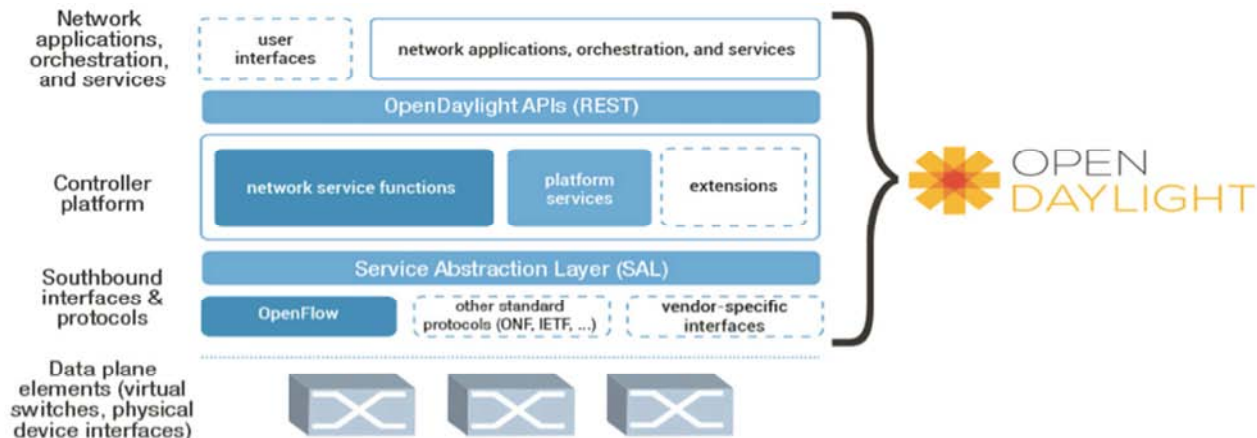 Network
applications,
orchestration,
and services
user
interfaces
network applications, orchestration, and services
OpenDaylight APIs (REST)
Controller
platform
network service functions
platform
services
extensions
Service Abstraction Layer (SAL)
Southbound
interfaces &
protocols
OpenFlow
other standard
protocols (ONF, IETF, ...)
vendor-specific
interfaces
Data plane
elements (virtual
switches, physical
device interfaces)
OPEN
DAYLIGHT